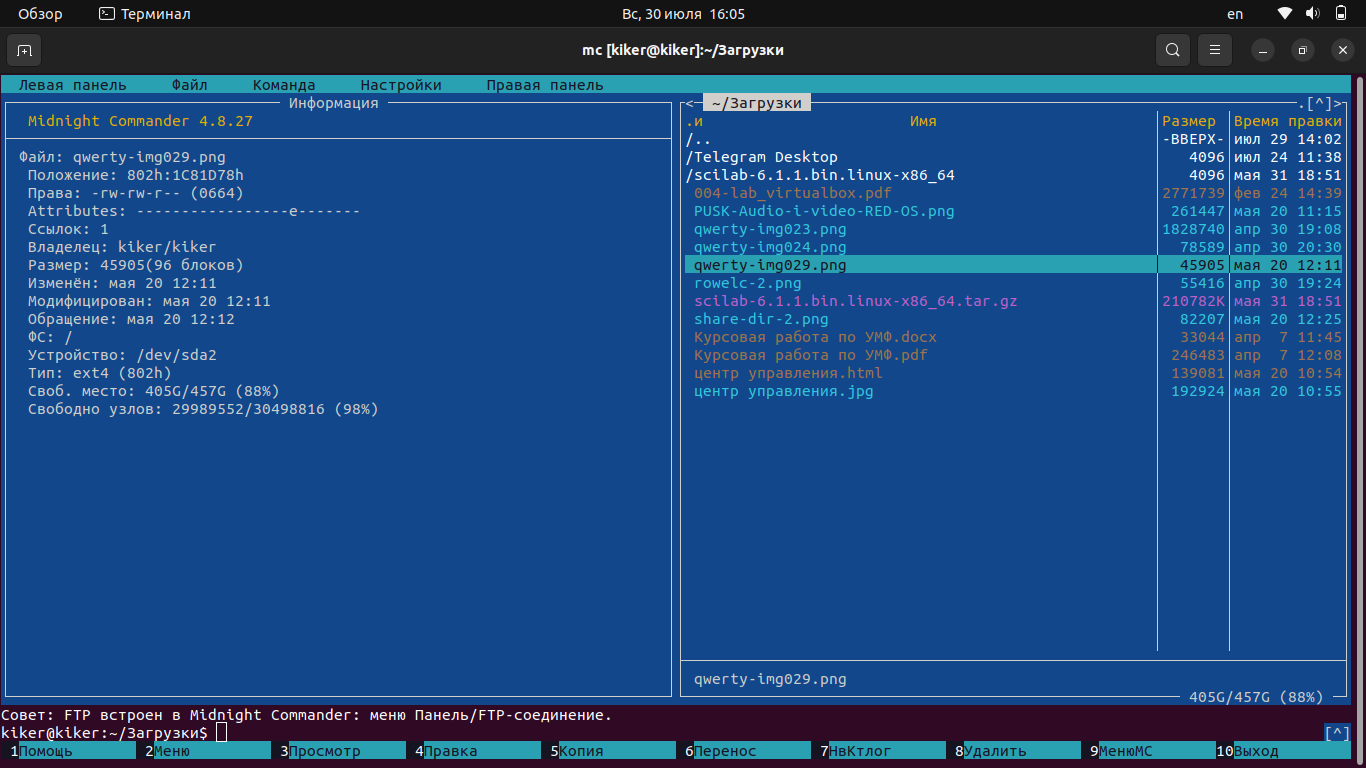 Обзор Терминал Вс, 30 июля 16:05 en
mc [kiker@kiker]:~/Загрузки
Левая панель Файл Команда Настройки Правая панель
Информация
Midnight Commander 4.8.27
Файл: qwerty-img029.png
Положение: 802h:1C81D78h
Права: -rw-rw-r-- (0664)
Attributes: -----------------e-------
Ссылок: 1
Владелец: kiker/kiker
Размер: 45905(96 блоков)
Изменён: мая 20 12:11
Модифицирован: мая 20 12:11
Обращение: мая 20 12:12
ФС: /
Устройство: /dev/sda2
Тип: ext4 (802h)
Своб. место: 405G/457G (88%)
Свободно узлов: 29989552/30498816 (98%)
<─ ~/Загрузки .[^]>
.и Имя Размер Время правки
/.. -ВВЕРХ- июл 29 14:02
/Telegram Desktop 4096 июл 24 11:38
/scilab-6.1.1.bin.linux-x86_64 4096 мая 31 18:51
004-lab_virtualbox.pdf 2771739 фев 24 14:39
PUSK-Audio-i-video-RED-OS.png 261447 мая 20 11:15
qwerty-img023.png 1828740 апр 30 19:08
qwerty-img024.png 78589 апр 30 20:30
qwerty-img029.png 45905 мая 20 12:11
rowelc-2.png 55416 апр 30 19:24
scilab-6.1.1.bin.linux-x86_64.tar.gz 210782K мая 31 18:51
share-dir-2.png 82207 мая 20 12:25
Курсовая работа по УМФ.docx 33044 апр 7 11:45
Курсовая работа по УМФ.pdf 246483 апр 7 12:08
центр управления.html 139081 мая 20 10:54
центр управления.jpg 192924 мая 20 10:55
qwerty-img029.png
405G/457G (88%)
Совет: FTP встроен в Midnight Commander: меню Панель/FTP-соединение.
kiker@kiker:~/Загрузки$ [^]
1Помощь 2Меню 3Просмотр 4Правка 5Копия 6Перенос 7НвКтлог 8Удалить 9МенюМС 10Выход